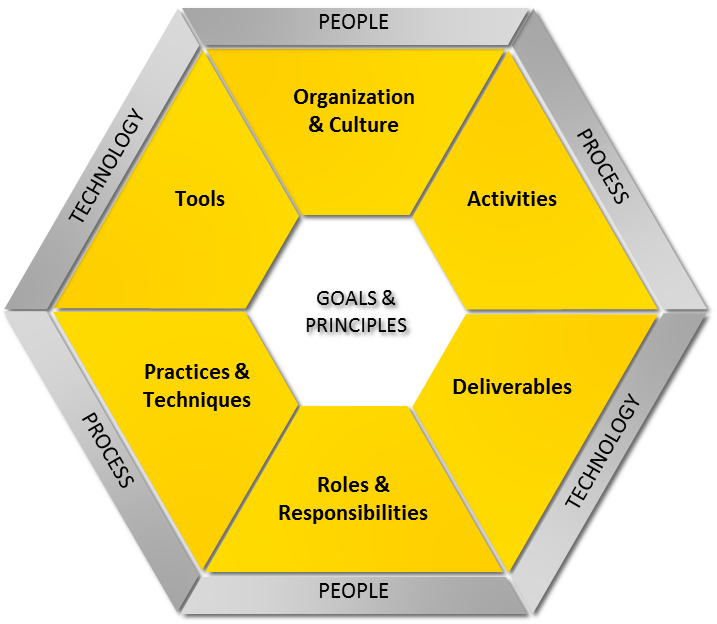 PEOPLE
Organization
& Culture
TECHNOLOGY
PROCESS
Tools
Activities
GOALS &
PRINCIPLES
Practices &
Techniques
Deliverables
PROCESS
TECHNOLOGY
Roles &
Responsibilities
PEOPLE